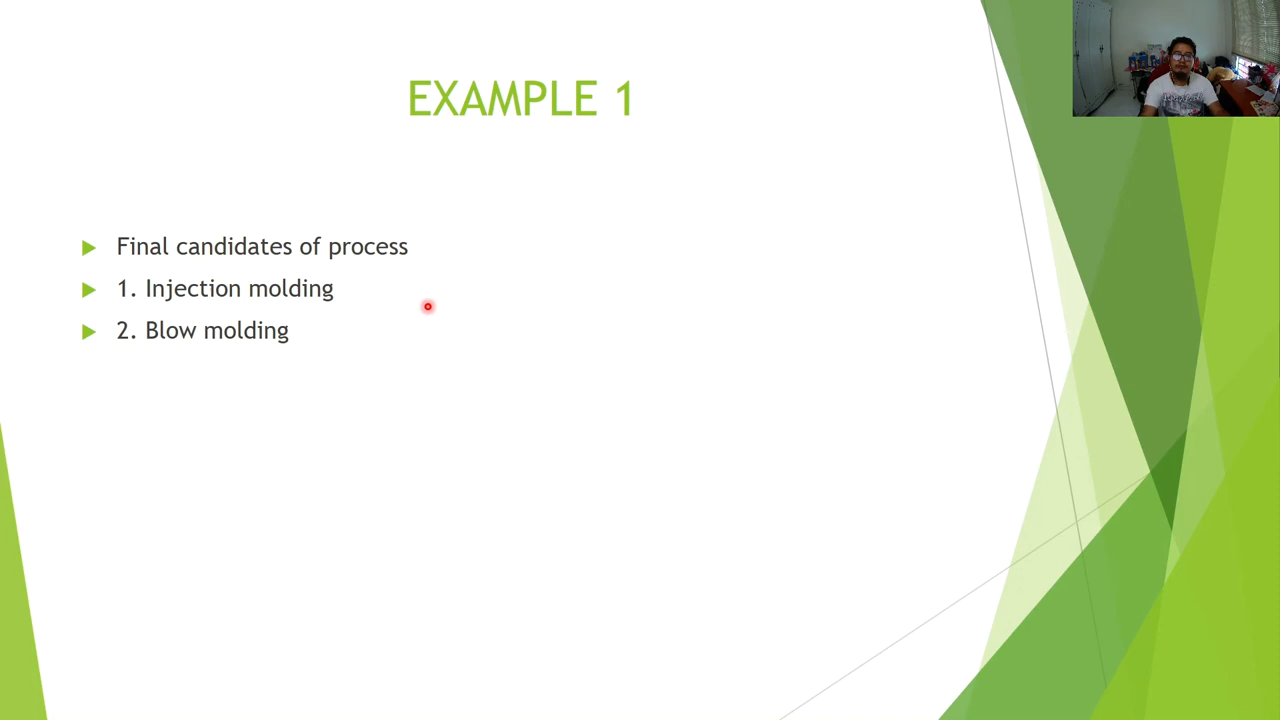 EXAMPLE 1
Final candidates of process
1. Injection molding
2. Blow molding